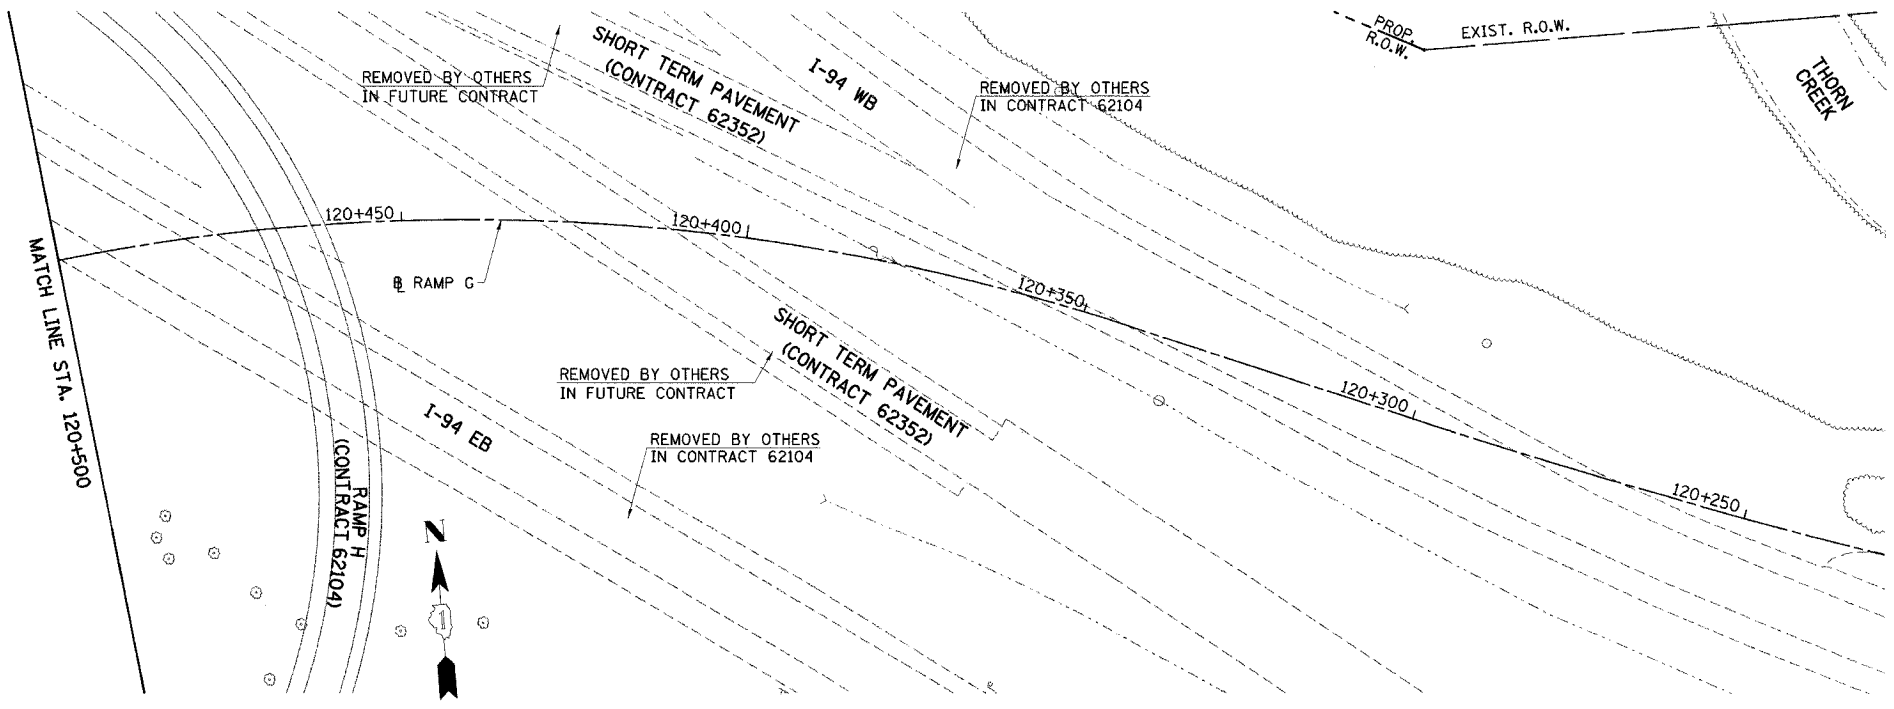 PROP.
R.O.W.
EXIST. R.O.W.
THORN
CREEK
REMOVED BY OTHERS
IN FUTURE CONTRACT
SHORT TERM PAVEMENT
(CONTRACT 62352)
I-94 WB
REMOVED BY OTHERS
IN CONTRACT 62104
120+450
120+400
120+350
120+300
120+250
MATCH LINE STA. 120+500
℄ RAMP G
SHORT TERM PAVEMENT
(CONTRACT 62352)
REMOVED BY OTHERS
IN FUTURE CONTRACT
I-94 EB
REMOVED BY OTHERS
IN CONTRACT 62104
RAMP H
(CONTRACT 62104)
N
1